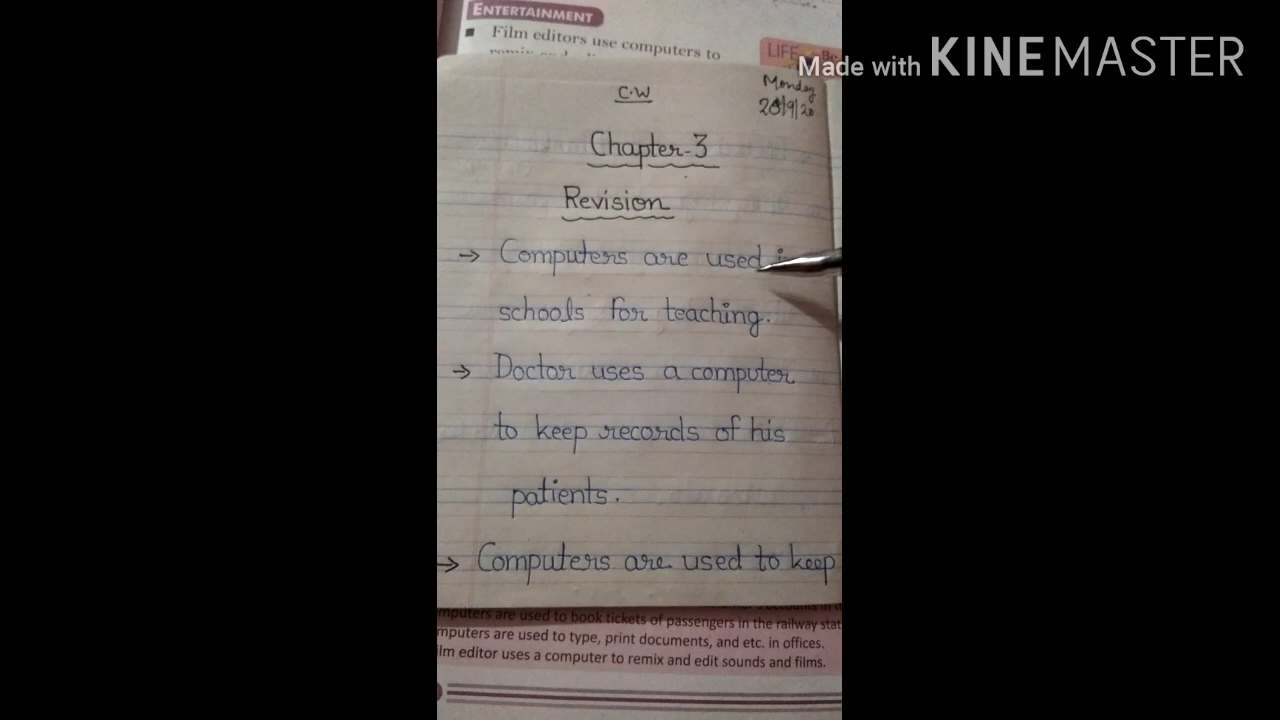 ENTERTAINMENT
Film editors use computers to
LIFE
Made with KINEMASTER
C.W
Monday
Chapter-3
Revision
→ Computers are used
schools for teaching.
→ Doctor uses a computer
to keep records of his
patients.
→ Computers are used to keep
mputers are used to book tickets of passengers in the railway stat
mputers are used to type, print documents, and etc. in offices.
ilm editor uses a computer to remix and edit sounds and films.